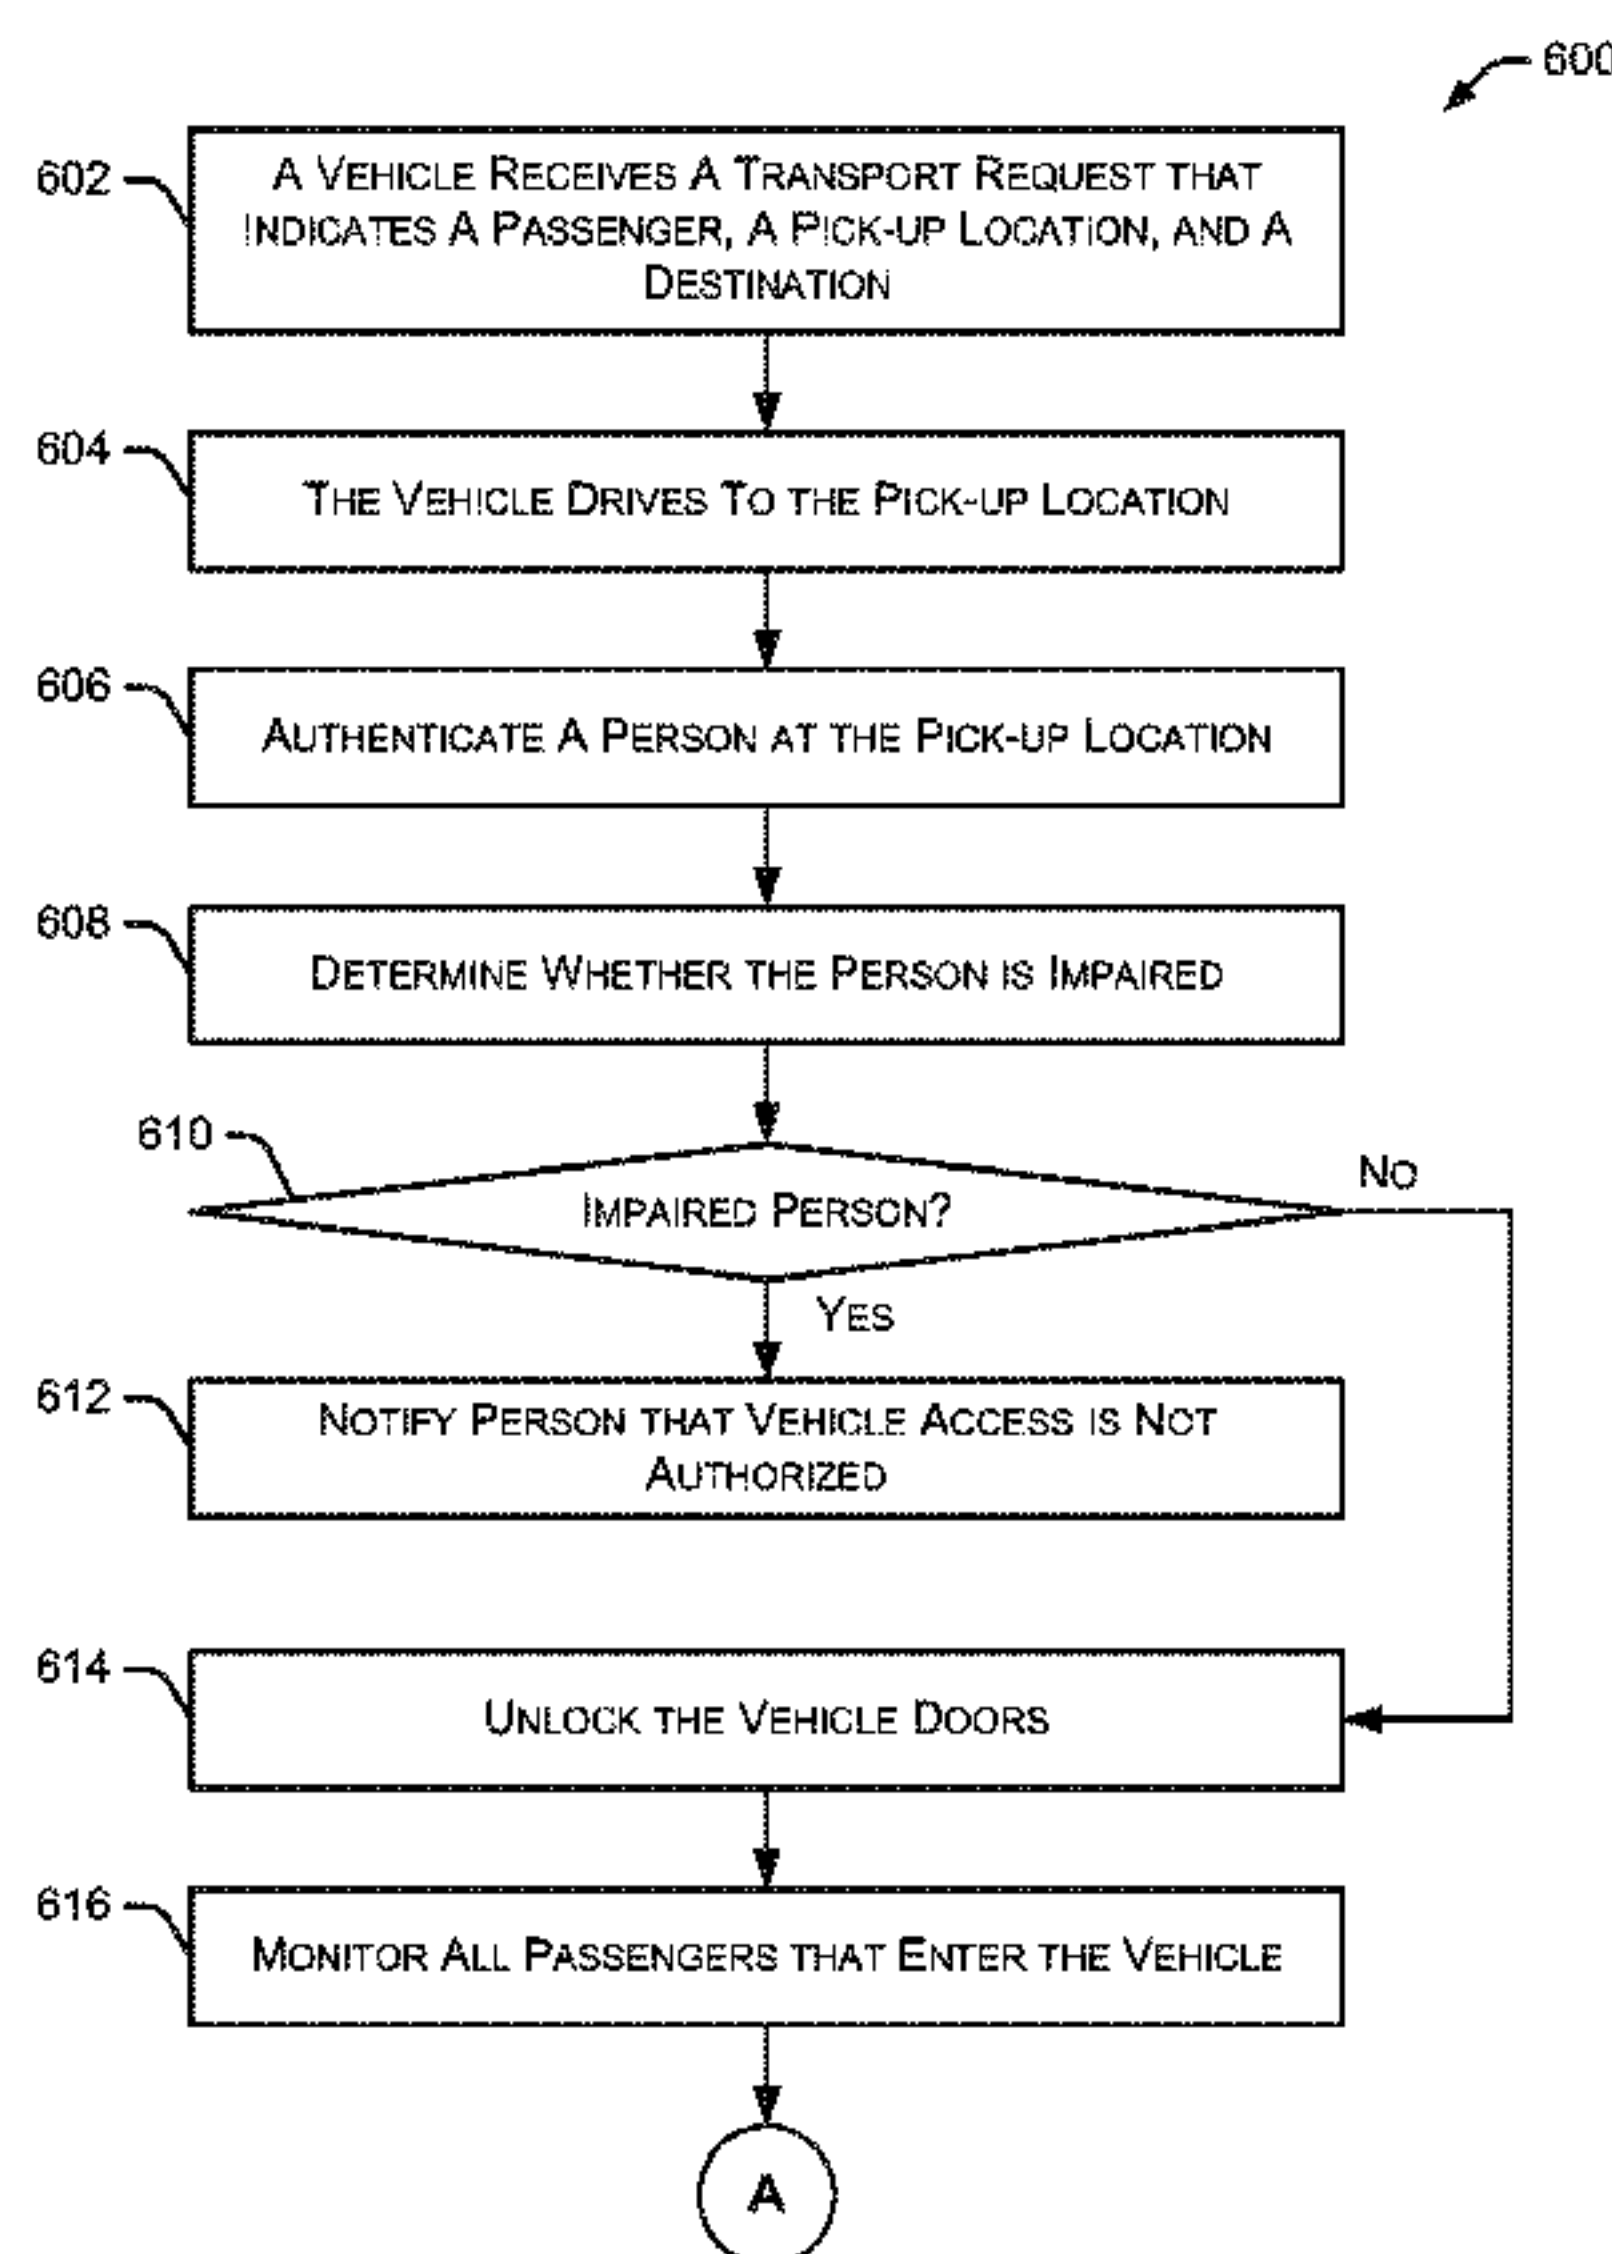 600
602
A VEHICLE RECEIVES A TRANSPORT REQUEST THAT
INDICATES A PASSENGER, A PICK-UP LOCATION, AND A
DESTINATION
604
THE VEHICLE DRIVES TO THE PICK-UP LOCATION
606
AUTHENTICATE A PERSON AT THE PICK-UP LOCATION
608
DETERMINE WHETHER THE PERSON IS IMPAIRED
610
IMPAIRED PERSON?
NO
YES
612
NOTIFY PERSON THAT VEHICLE ACCESS IS NOT
AUTHORIZED
614
UNLOCK THE VEHICLE DOORS
616
MONITOR ALL PASSENGERS THAT ENTER THE VEHICLE
A